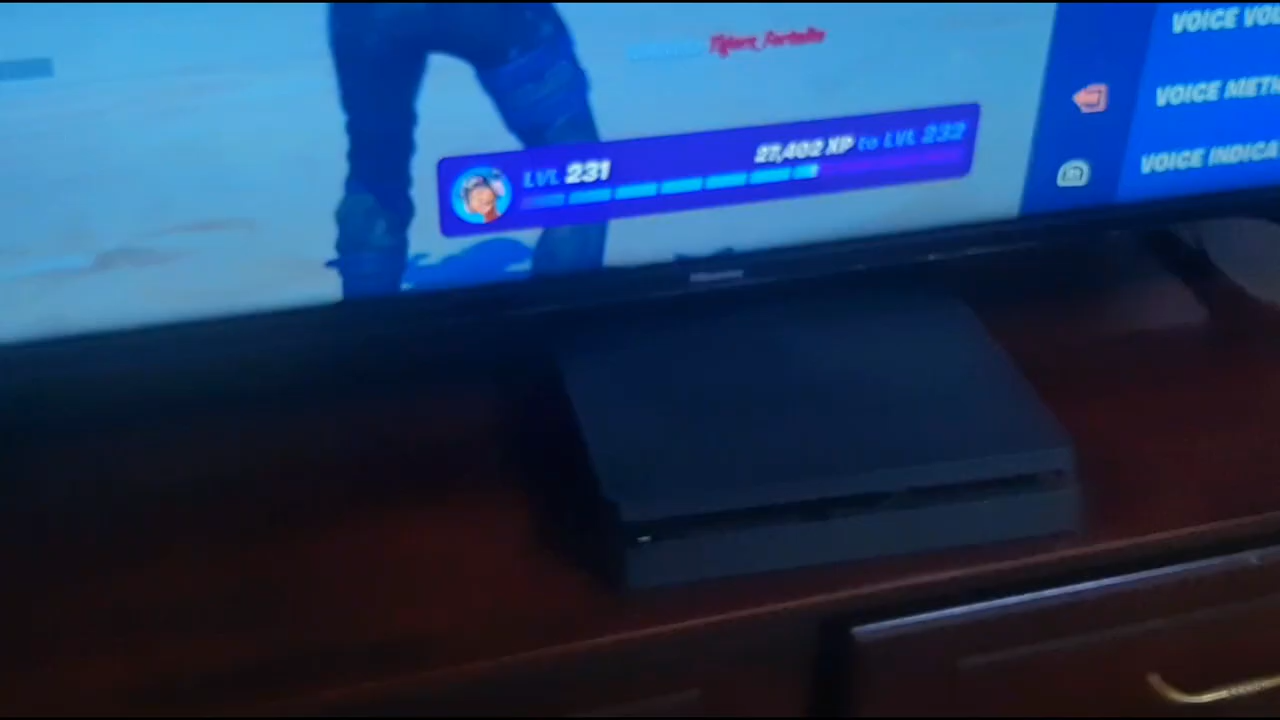 VOICE VO
VOICE METH
VOICE INDICA
LVL 231
27,402 XP to LVL 232